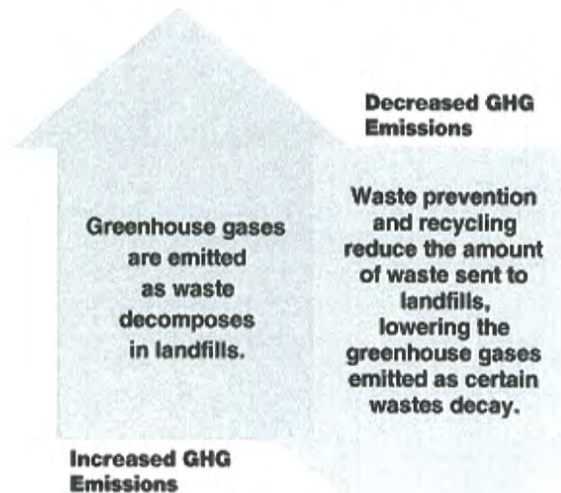 Greenhouse gases
are emitted
as waste
decomposes
in landfills.
Increased GHG
Emissions
Decreased GHG
Emissions
Waste prevention
and recycling
reduce the amount
of waste sent to
landfills,
lowering the
greenhouse gases
emitted as certain
wastes decay.